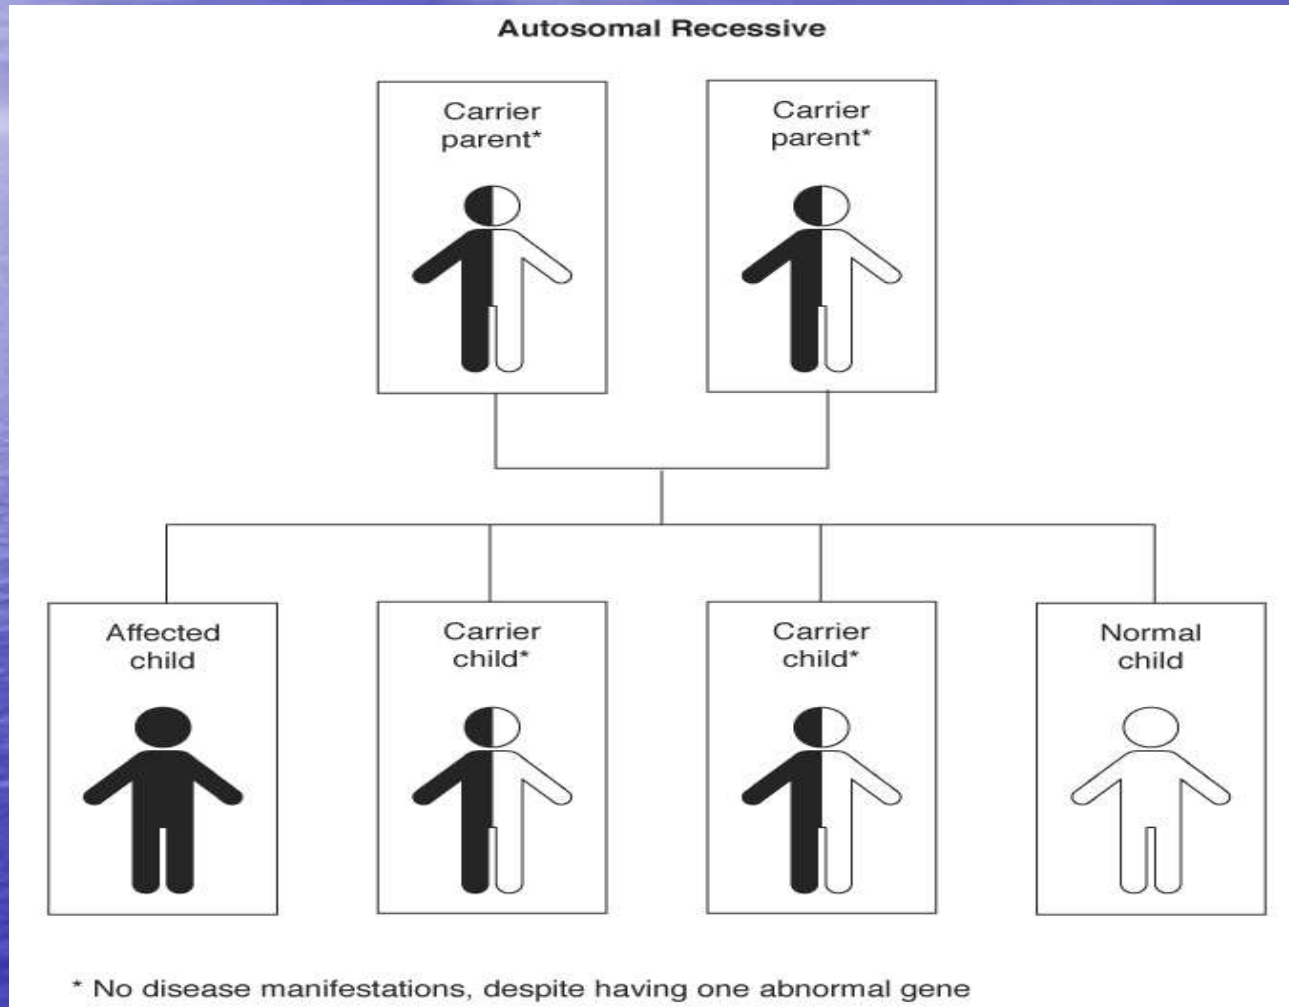 Autosomal Recessive
Carrier
parent*
Carrier
parent*
Affected
child
Carrier
child*
Carrier
child*
Normal
child
* No disease manifestations, despite having one abnormal gene